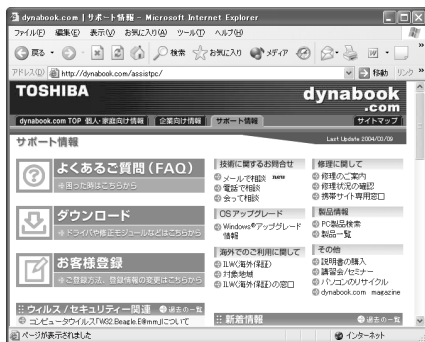 dynabook.com | サポート情報 - Microsoft Internet Explorer
ファイル(F) 編集(E) 表示(V) お気に入り(A) ツール(T) ヘルプ(H)
戻る 検索 お気に入り メディア
アドレス(D) http://dynabook.com/assistpc/ 移動 リンク
TOSHIBA
dynabook.com
dynabook.com TOP 個人・家庭向け情報 企業向け情報 サポート情報 サイトマップ
サポート情報
Last Update 2004/03/09
よくあるご質問(FAQ)
困った時はこちらから
ダウンロード
ドライバや修正モジュールなどはこちらから
お客様登録
ご登録方法、登録情報の変更はこちらから
ウィルス/セキュリティー関連 過去の一覧
コンピュータウイルス「W32.Beagle.E@mm」について
技術に関するお問合せ
メールで相談 new
電話で相談
会って相談
OSアップグレード
Windows®アップグレード情報
海外でのご利用に関して
ILW(海外保証)
対象地域
ILW(海外保証)の窓口
修理に関して
修理のご案内
修理状況の確認
携帯サイト専用窓口
製品情報
PC製品検索
製品一覧
その他
説明書の購入
講習会/セミナー
パソコンのリサイクル
dynabook.com magazine
新着情報 過去の一覧
ページが表示されました インターネット